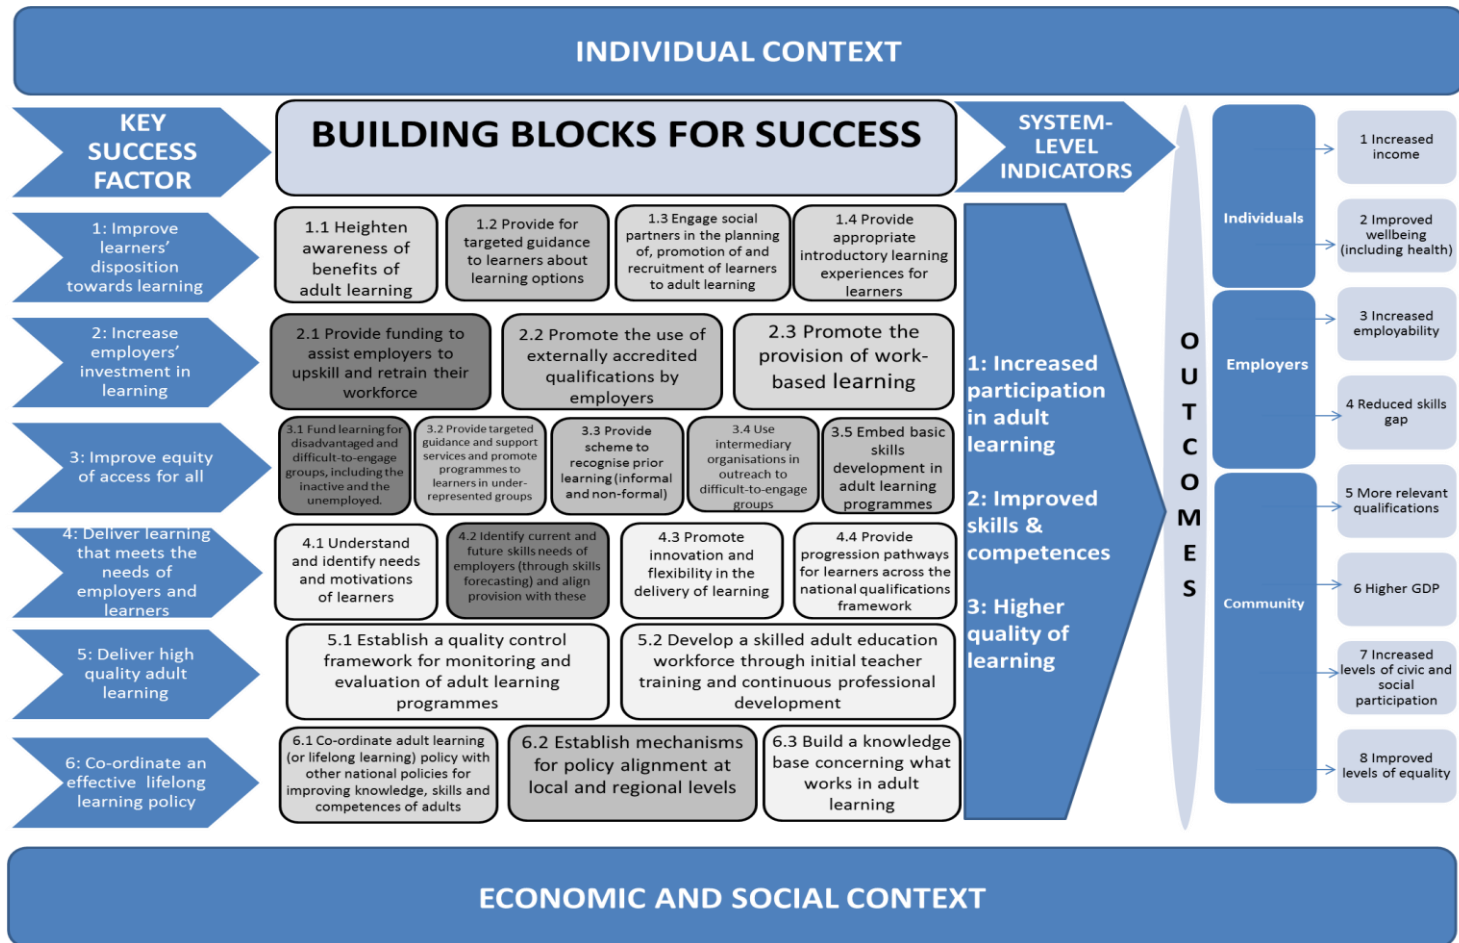 INDIVIDUAL CONTEXT
KEY
SUCCESS
FACTOR
BUILDING BLOCKS FOR SUCCESS
SYSTEM-
LEVEL
INDICATORS
1: Improve
learners'
disposition
towards learning
1.1 Heighten
awareness of
benefits of
adult learning
1.2 Provide for
targeted guidance
to learners about
learning options
1.3 Engage social
partners in the planning
of, promotion of and
recruitment of learners
to adult learning
1.4 Provide
appropriate
introductory learning
experiences for
learners
2: Increase
employers'
investment in
learning
2.1 Provide funding to
assist employers to
upskill and retrain their
workforce
2.2 Promote the use of
externally accredited
qualifications by
employers
2.3 Promote the
provision of work-
based learning
3: Improve equity
of access for all
3.1 Fund learning for
disadvantaged and
difficult-to-engage
groups, including the
inactive and the
unemployed.
3.2 Provide targeted
guidance and support
services and promote
programmes to
learners in under-
represented groups
3.3 Provide
scheme to
recognise prior
learning (informal
and non-formal)
3.4 Use
intermediary
organisations in
outreach to
difficult-to-engage
groups
3.5 Embed basic
skills
development in
adult learning
programmes
4: Deliver learning
that meets the
needs of
employers and
learners
4.1 Understand
and identify needs
and motivations
of learners
4.2 Identify current and
future skills needs of
employers (through skills
forecasting) and align
provision with these
4.3 Promote
innovation and
flexibility in the
delivery of learning
4.4 Provide
progression pathways
for learners across the
national qualifications
framework
5: Deliver high
quality adult
learning
5.1 Establish a quality control
framework for monitoring and
evaluation of adult learning
programmes
5.2 Develop a skilled adult education
workforce through initial teacher
training and continuous professional
development
6: Co-ordinate an
effective lifelong
learning policy
6.1 Co-ordinate adult learning
(or lifelong learning) policy with
other national policies for
improving knowledge, skills and
competences of adults
6.2 Establish mechanisms
for policy alignment at
local and regional levels
6.3 Build a knowledge
base concerning what
works in adult
learning
1: Increased
participation
in adult
learning
2: Improved
skills &
competences
3: Higher
quality of
learning
OUTCOMES
Individuals
Employers
Community
1 Increased
income
2 Improved
wellbeing
(including health)
3 Increased
employability
4 Reduced skills
gap
5 More relevant
qualifications
6 Higher GDP
7 Increased
levels of civic and
social
participation
8 Improved
levels of equality
ECONOMIC AND SOCIAL CONTEXT